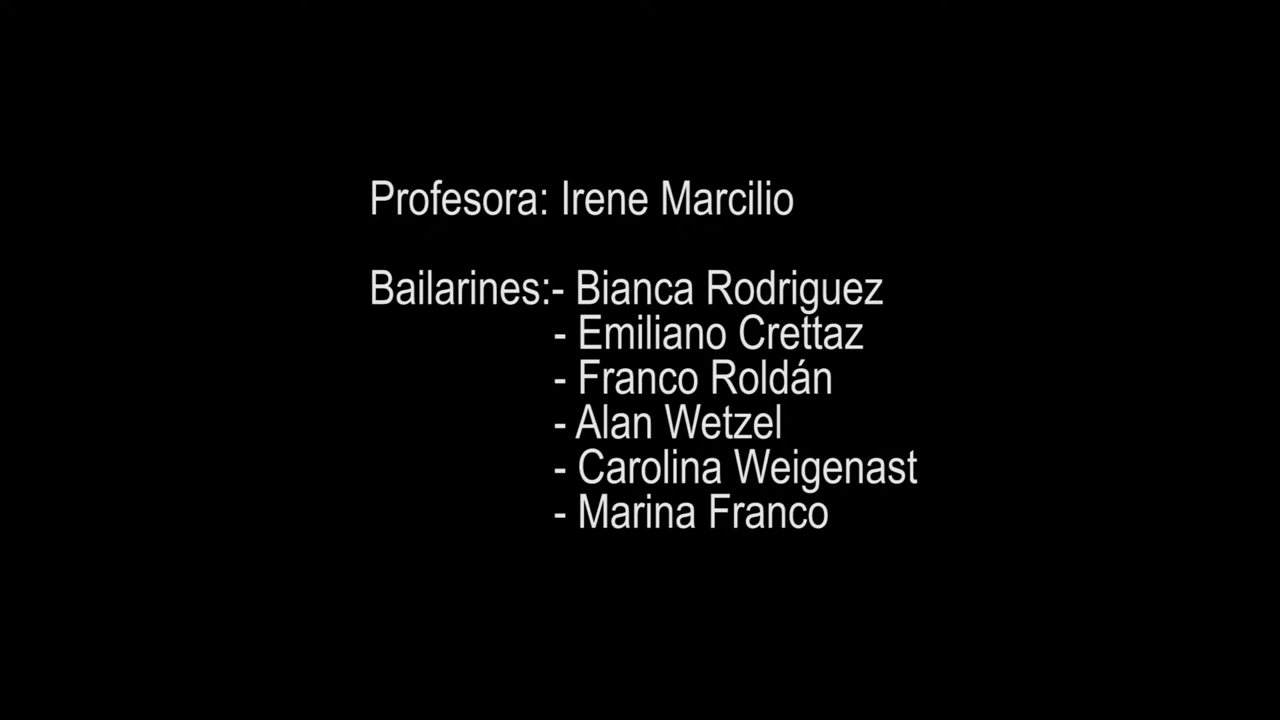 Profesora: Irene Marcilio
Bailarines:- Bianca Rodriguez
- Emiliano Crettaz
- Franco Roldán
- Alan Wetzel
- Carolina Weigenast
- Marina Franco